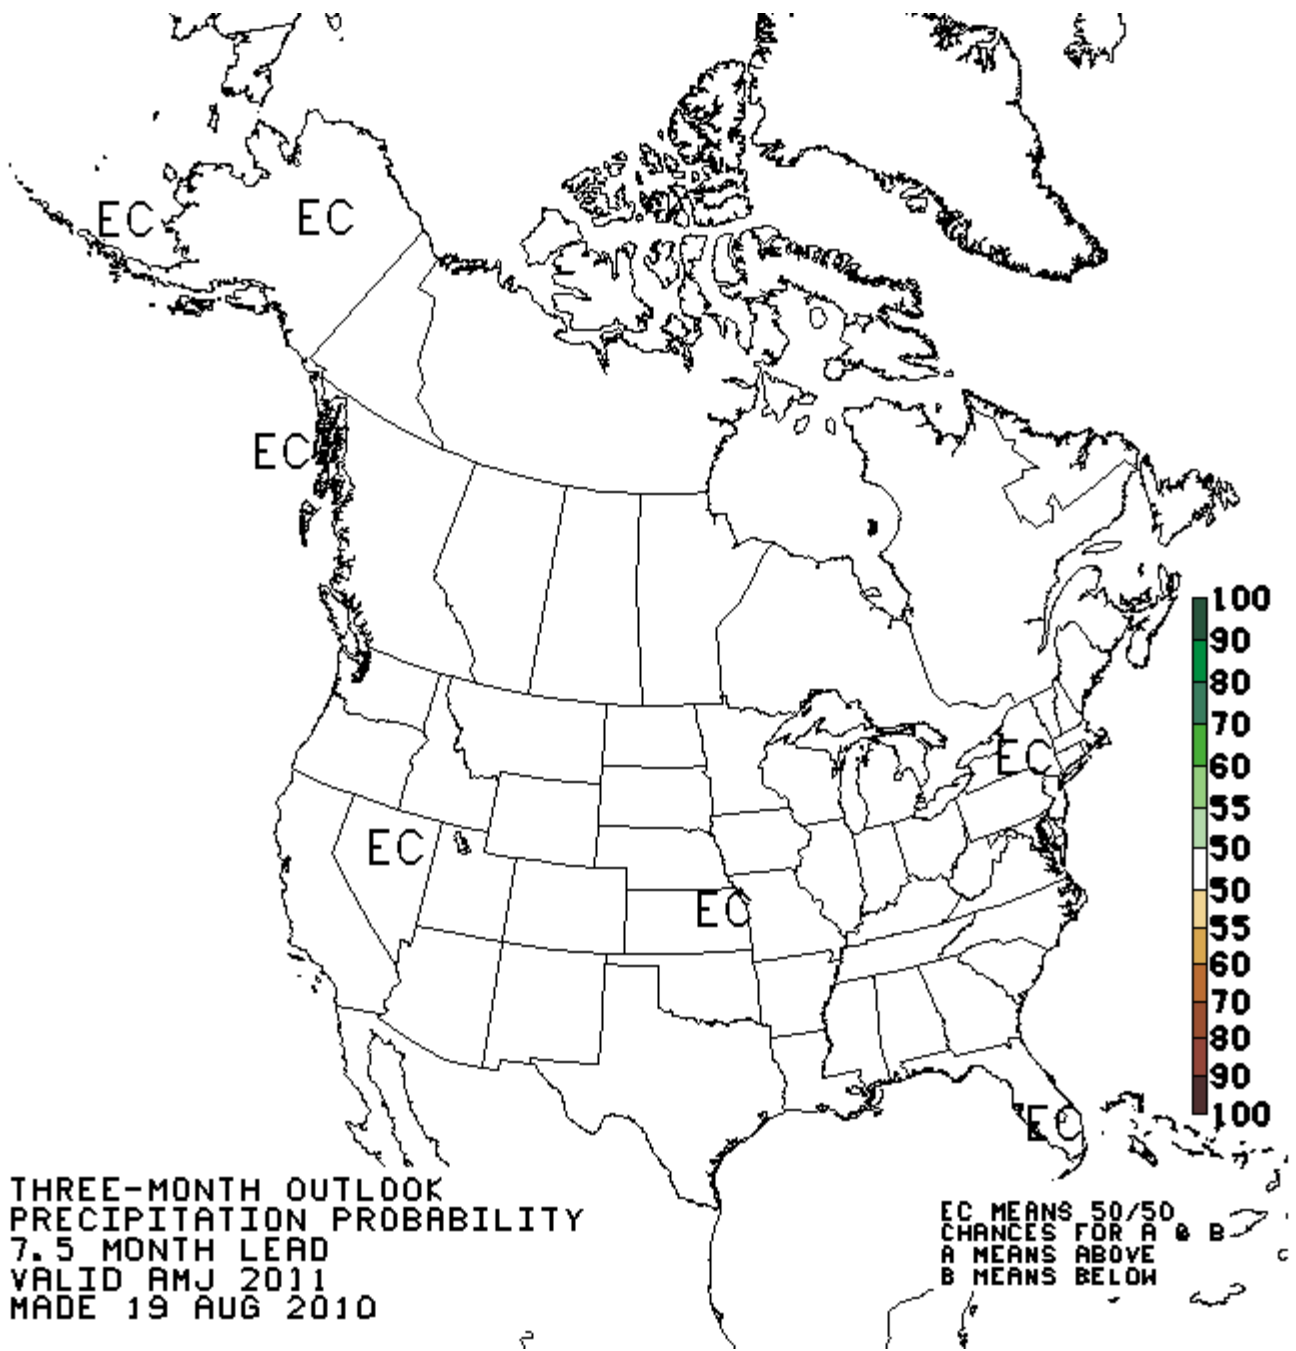 EC
EC
EC
EC
EC
EC
EC
100
90
80
70
60
55
50
50
55
60
70
80
90
100
THREE-MONTH OUTLOOK
PRECIPITATION PROBABILITY
7.5 MONTH LEAD
VALID AMJ 2011
MADE 19 AUG 2010
EC MEANS 50/50
CHANCES FOR A & B
A MEANS ABOVE
B MEANS BELOW